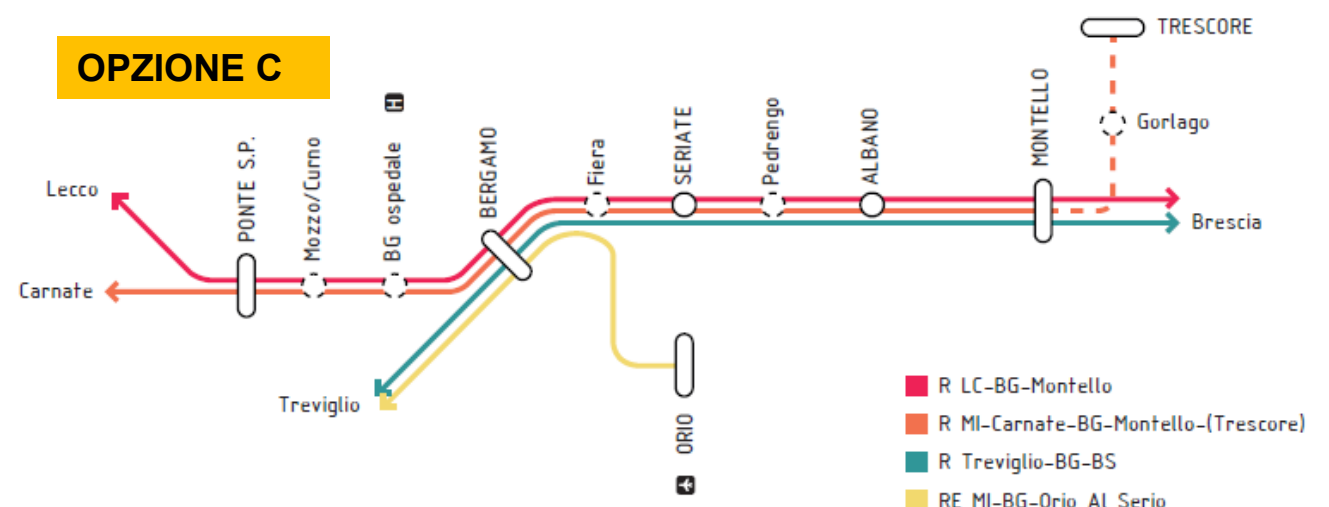 OPZIONE C
TRESCORE
Gorlago
H
Lecco
Carnate
PONTE S.P.
Mozzo/Curno
BG ospedale
BERGAMO
Fiera
SERIATE
Pedrengo
ALBANO
MONTELLO
Brescia
Treviglio
ORIO
R LC-BG-Montello
R MI-Carnate-BG-Montello-(Trescore)
R Treviglio-BG-BS
RE MI-BG-Orio Al Serio